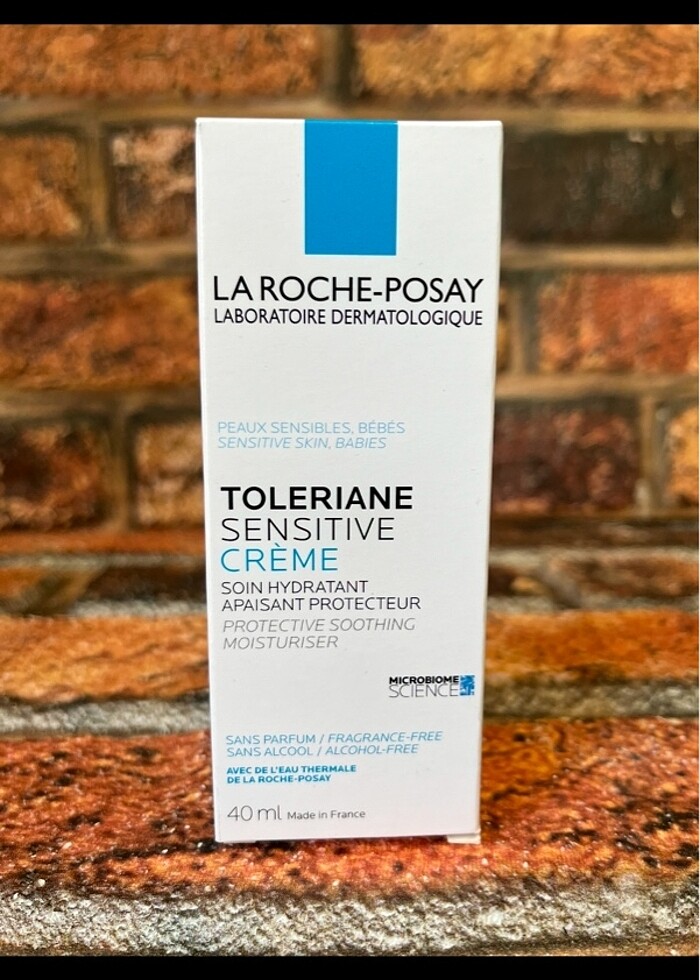 LA ROCHE-POSAY
LABORATOIRE DERMATOLOGIQUE
PEAUX SENSIBLES, BÉBÉS
SENSITIVE SKIN, BABIES
TOLERIANE
SENSITIVE
CRÈME
SOIN HYDRATANT
APAISANT PROTECTEUR
PROTECTIVE SOOTHING
MOISTURISER
MICROBIOME
SCIENCE
SANS PARFUM / FRAGRANCE-FREE
SANS ALCOOL / ALCOHOL-FREE
AVEC DE L'EAU THERMALE
DE LA ROCHE-POSAY
40 ml Made in France